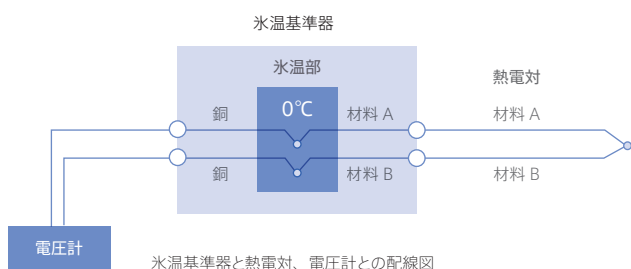 氷温基準器
氷温部
熱電対
0℃
銅
材料 A
材料 A
銅
材料 B
材料 B
電圧計
氷温基準器と熱電対、電圧計との配線図